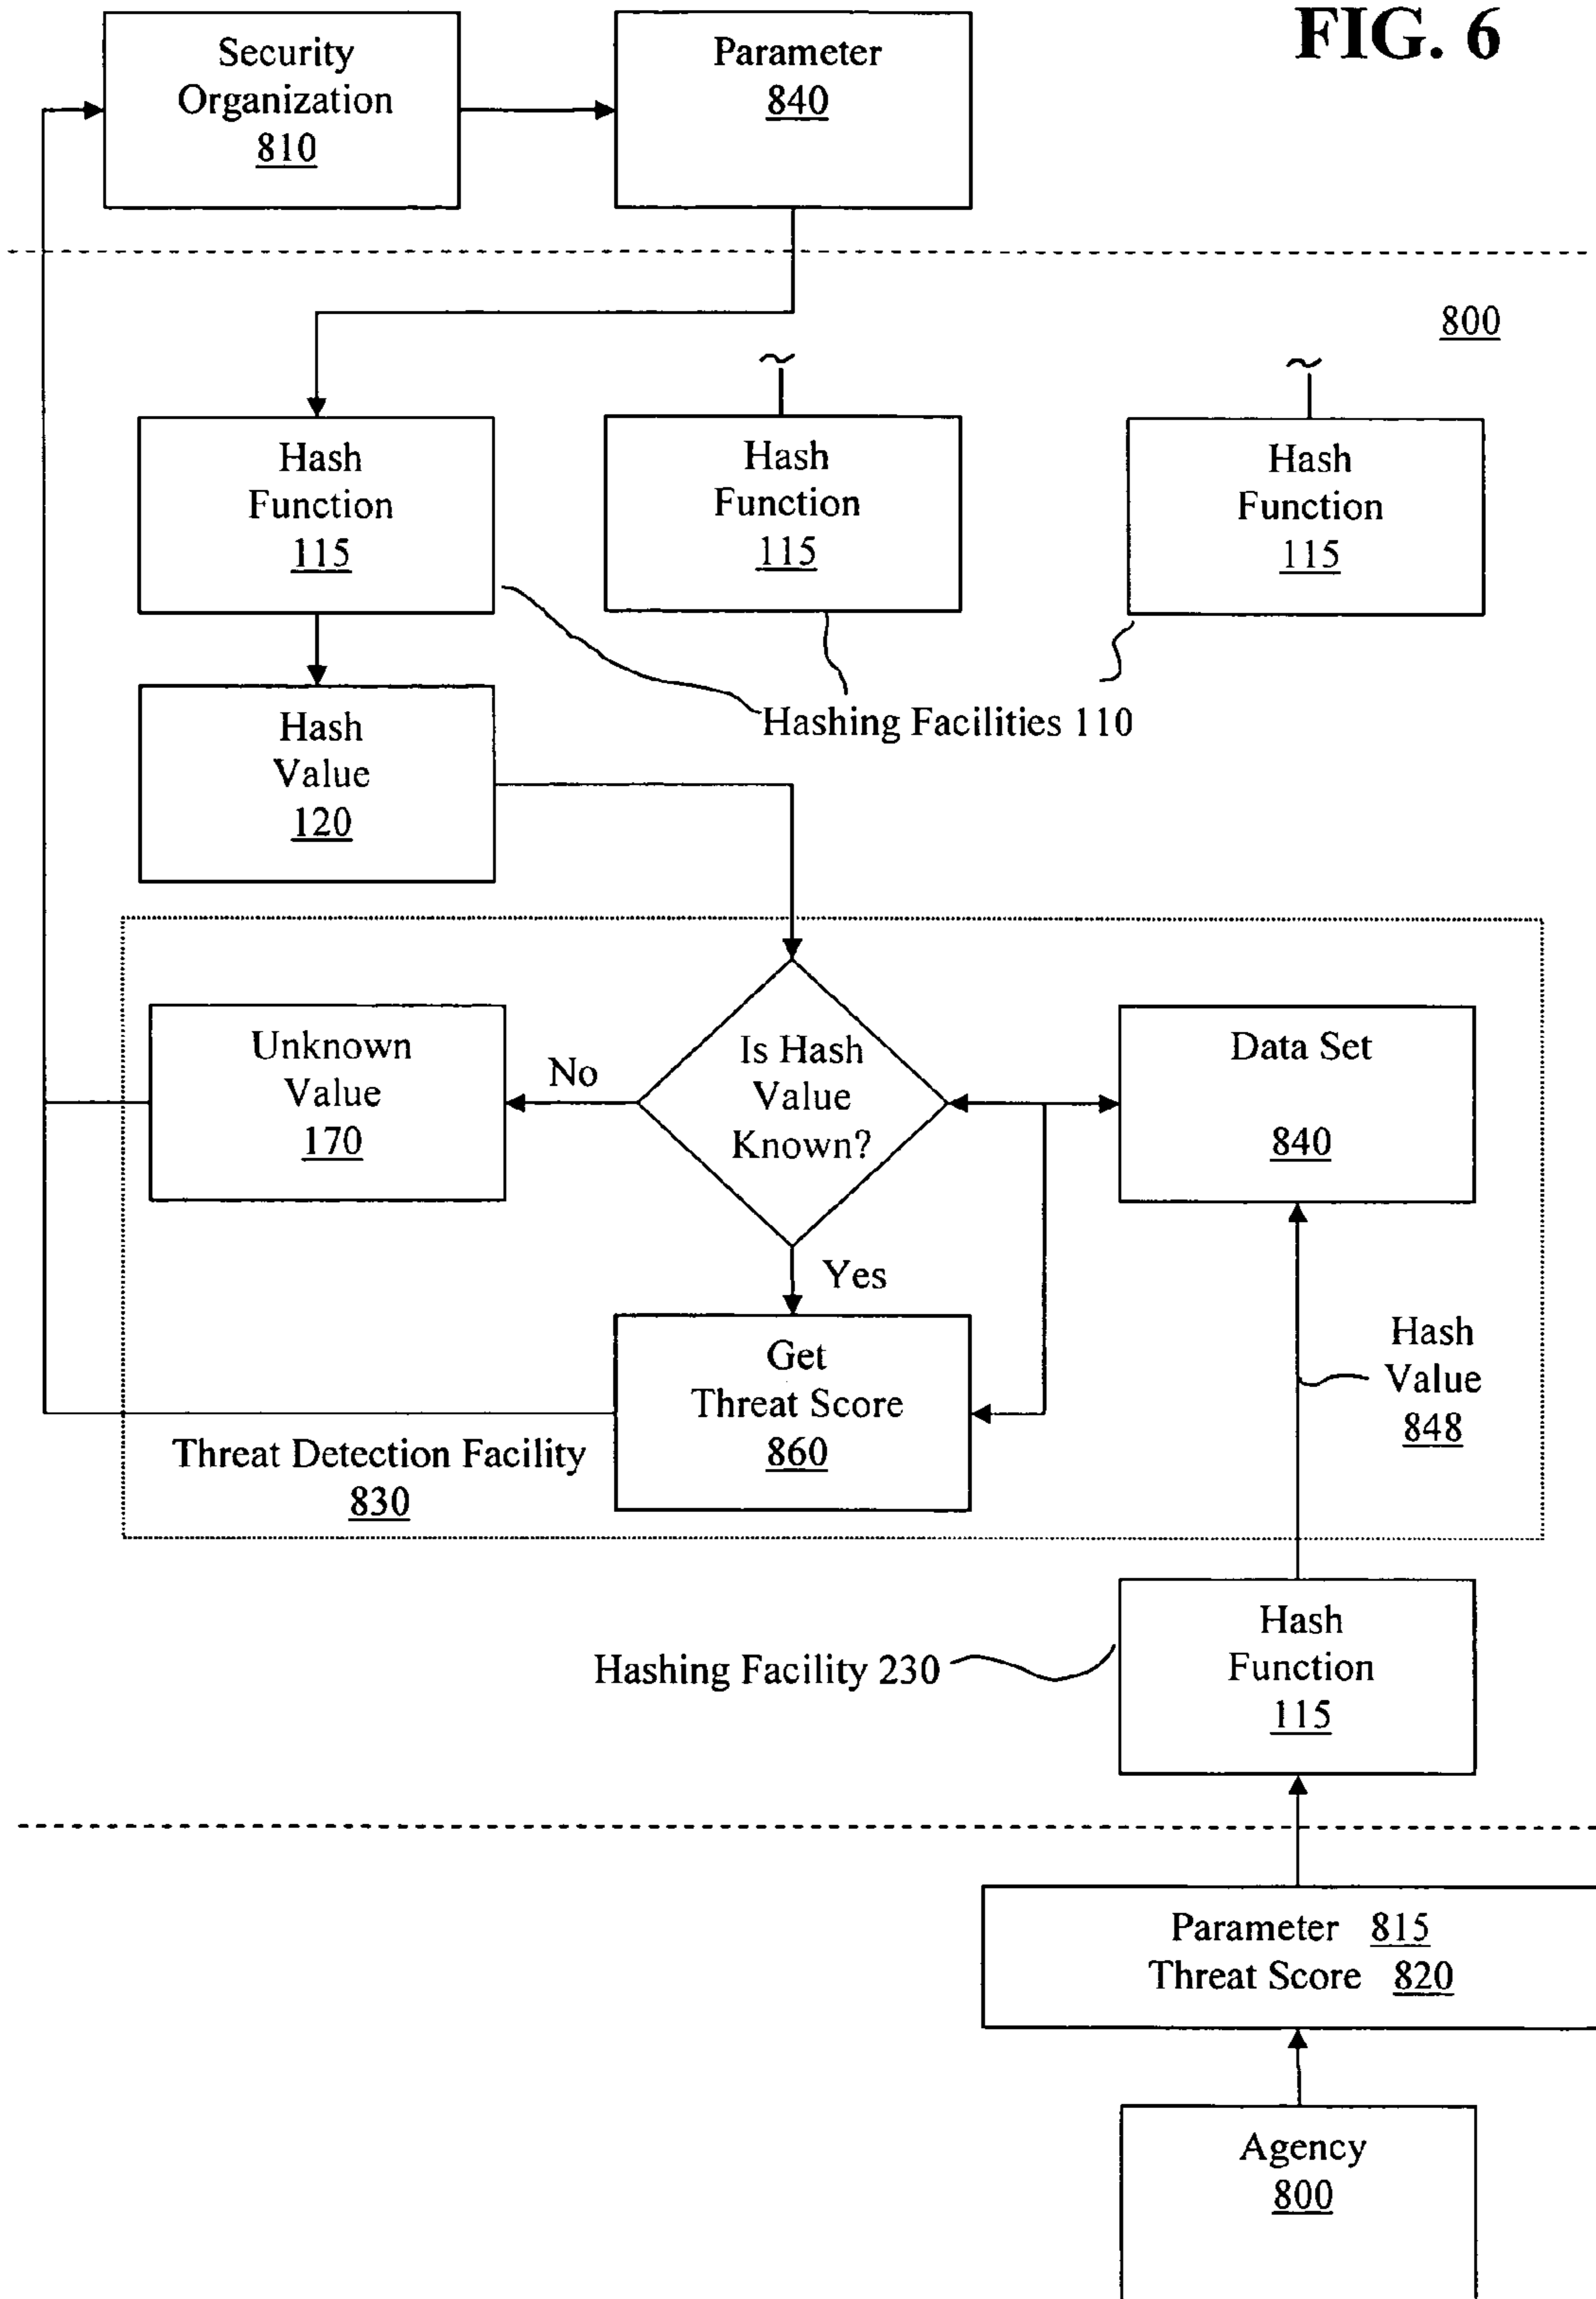 FIG. 6
Security
Organization
810
Parameter
840
800
Hash
Function
115
Hash
Function
115
Hash
Function
115
Hashing Facilities 110
Hash
Value
120
Unknown
Value
170
No
Is Hash
Value
Known?
Data Set
840
Yes
Get
Threat Score
860
Hash
Value
848
Threat Detection Facility
830
Hashing Facility 230
Hash
Function
115
Parameter 815
Threat Score 820
Agency
800